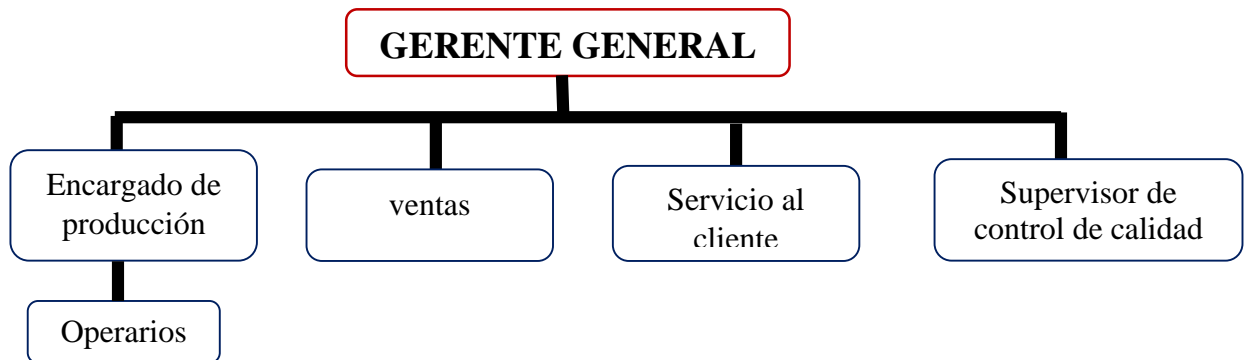 GERENTE GENERAL
Encargado de
producción
ventas
Servicio al
cliente
Supervisor de
control de calidad
Operarios